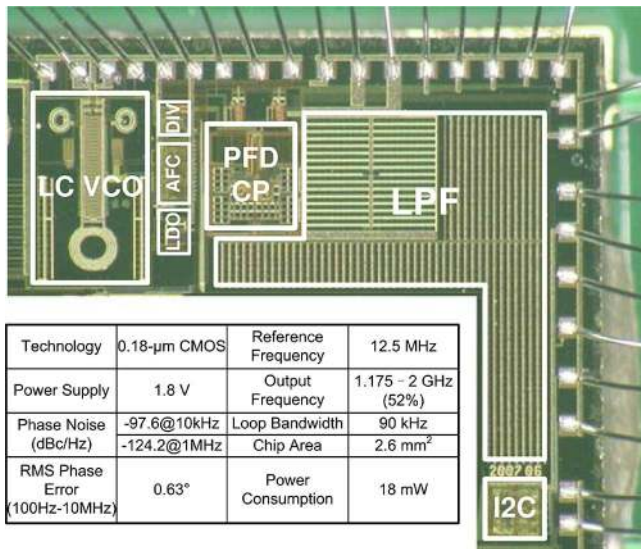 LC VCO
DIV
AFC
LDO
PFD
CP
LPF
Technology 0.18-μm CMOS Reference Frequency 12.5 MHz
Power Supply 1.8 V Output Frequency 1.175 - 2 GHz (52%)
Phase Noise (dBc/Hz) -97.6@10kHz Loop Bandwidth 90 kHz
-124.2@1MHz Chip Area 2.6 mm²
RMS Phase Error (100Hz-10MHz) 0.63° Power Consumption 18 mW
2007 06
I2C